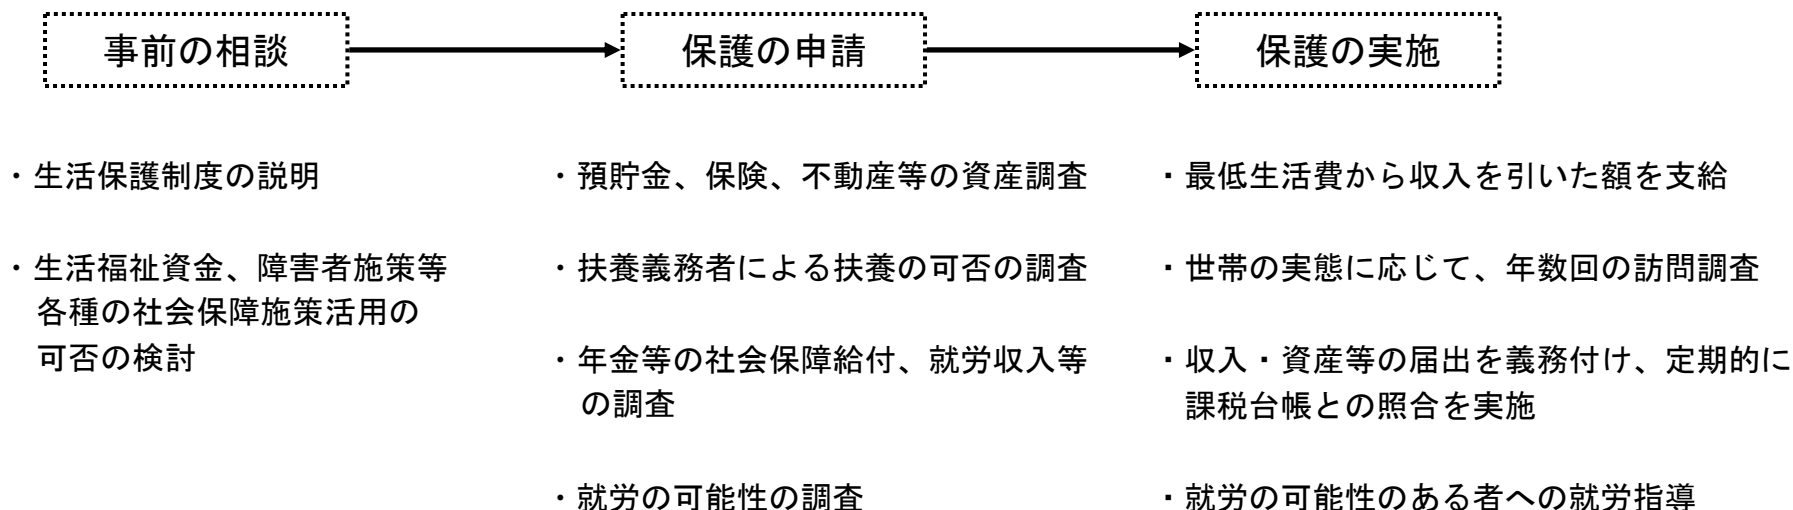 事前の相談
保護の申請
保護の実施
・生活保護制度の説明
・生活福祉資金、障害者施策等
各種の社会保障施策活用の
可否の検討
・預貯金、保険、不動産等の資産調査
・扶養義務者による扶養の可否の調査
・年金等の社会保障給付、就労収入等
の調査
・就労の可能性の調査
・最低生活費から収入を引いた額を支給
・世帯の実態に応じて、年数回の訪問調査
・収入・資産等の届出を義務付け、定期的に
課税台帳との照合を実施
・就労の可能性のある者への就労指導